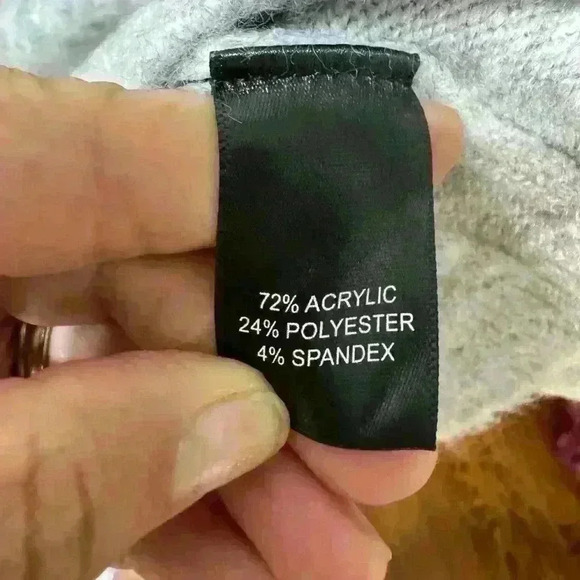 72% ACRYLIC
24% POLYESTER
4% SPANDEX